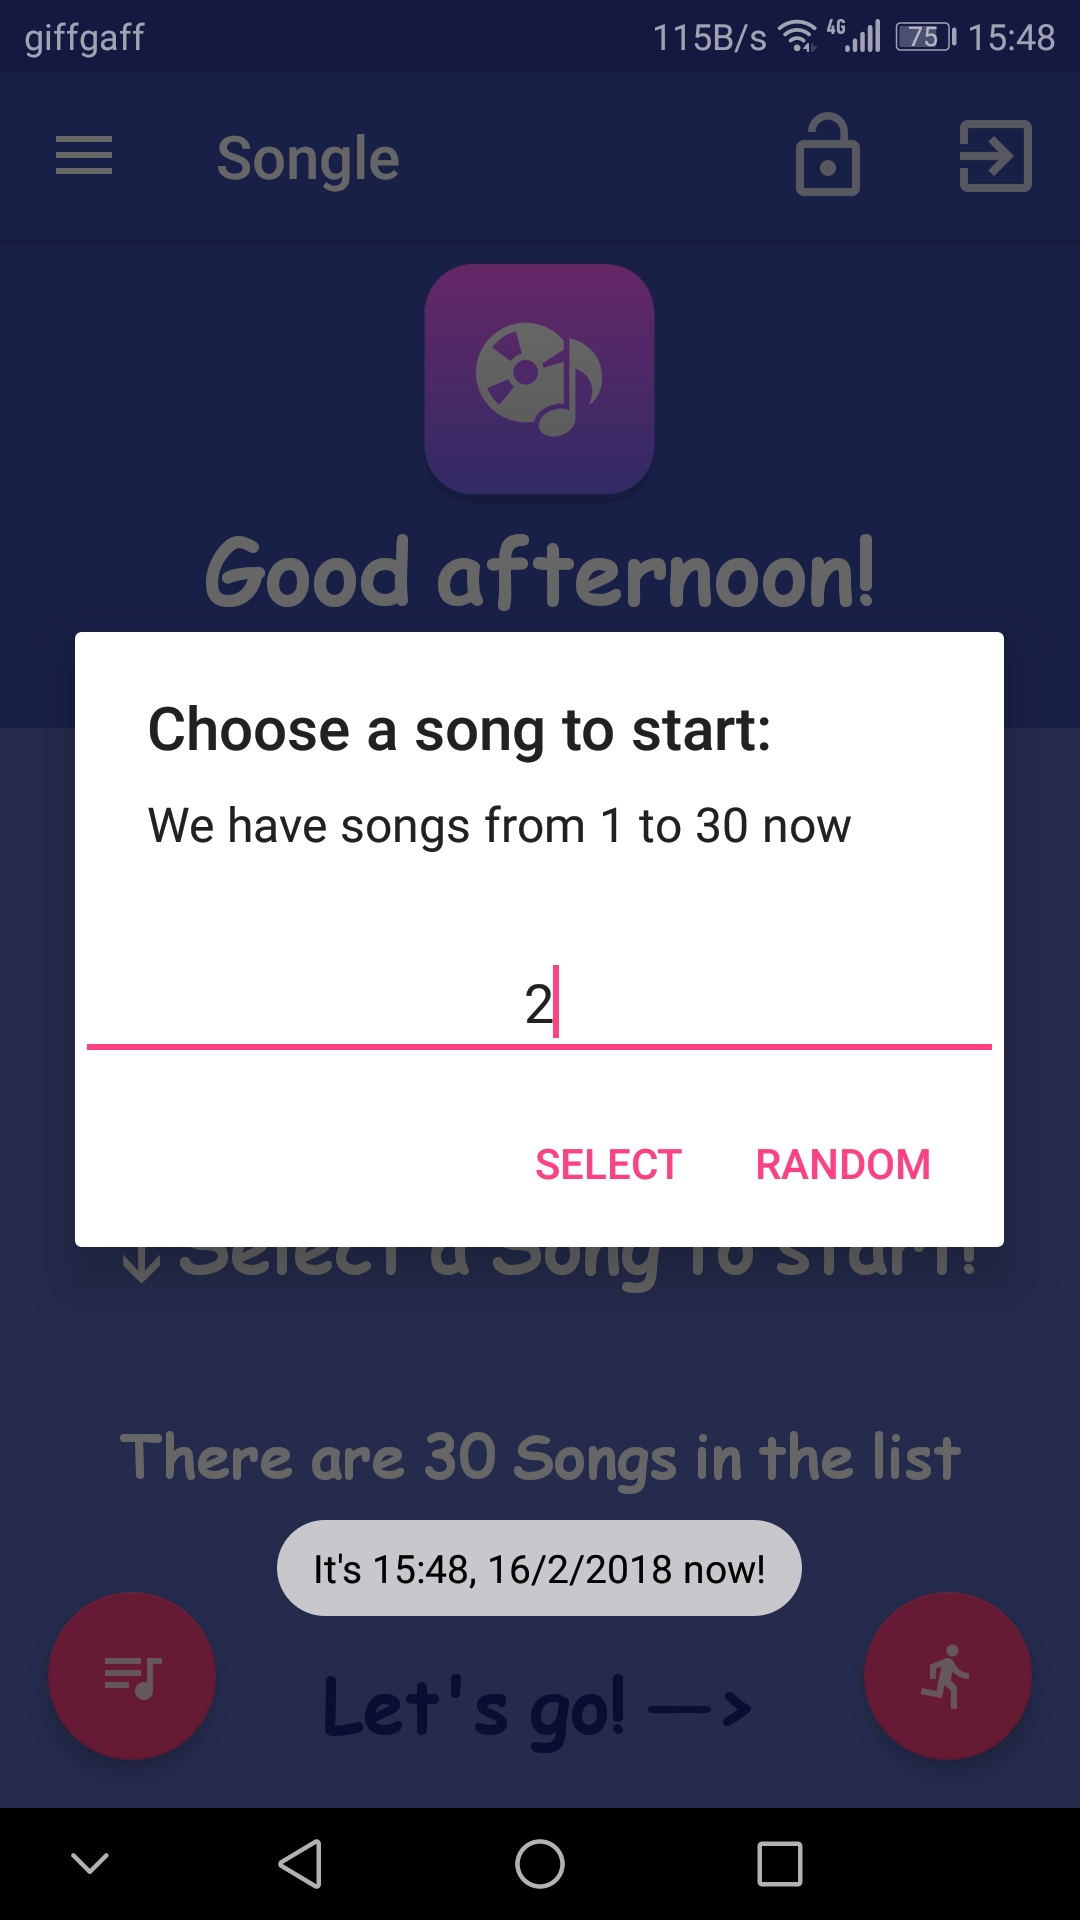 giffgaff 115B/s 4G 75 15:48
Songle
Good afternoon!
Choose a song to start:
We have songs from 1 to 30 now
2
SELECT RANDOM
↓ Select a Song to start!
There are 30 Songs in the list
It's 15:48, 16/2/2018 now!
Let's go! —>